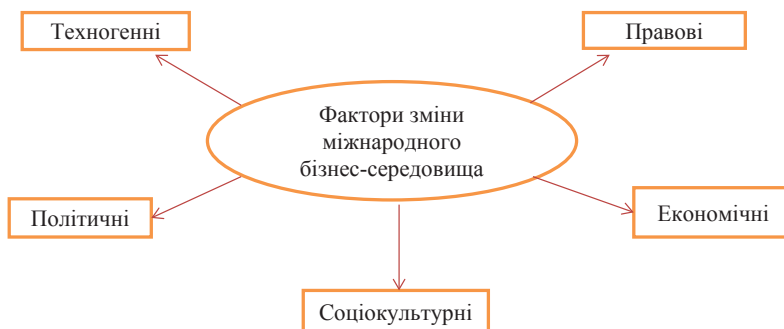 Техногенні
Правові
Фактори зміни
міжнародного
бізнес-середовища
Політичні
Економічні
Соціокультурні